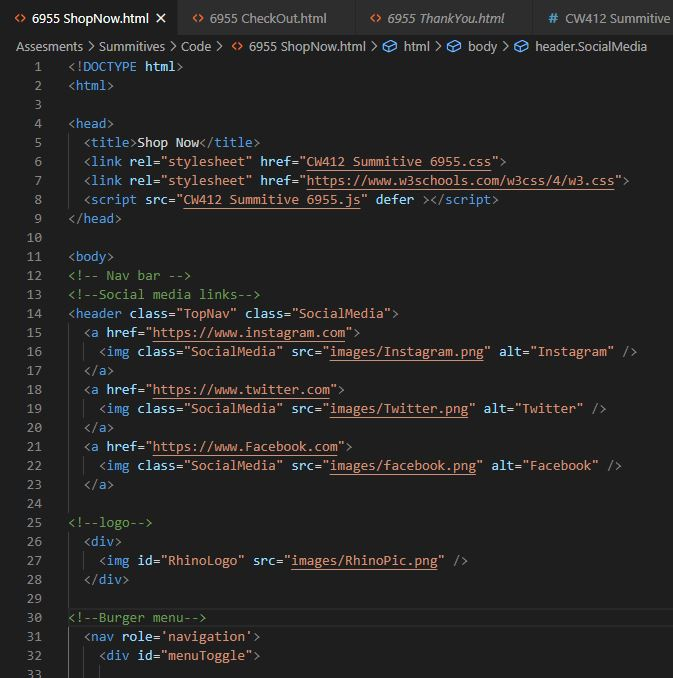 6955 ShopNow.html 6955 CheckOut.html 6955 ThankYou.html # CW412 Summitive
Assesments > Summitives > Code > 6955 ShopNow.html > html > body > header.SocialMedia
1 <!DOCTYPE html>
2 <html>
3
4 <head>
5 <title>Shop Now</title>
6 <link rel="stylesheet" href="CW412 Summitive 6955.css">
7 <link rel="stylesheet" href="https://www.w3schools.com/w3css/4/w3.css">
8 <script src="CW412 Summitive 6955.js" defer ></script>
9 </head>
10
11 <body>
12 <!-- Nav bar -->
13 <!--Social media links-->
14 <header class="TopNav" class="SocialMedia">
15 <a href="https://www.instagram.com">
16 <img class="SocialMedia" src="images/Instagram.png" alt="Instagram" />
17 </a>
18 <a href="https://www.twitter.com">
19 <img class="SocialMedia" src="images/Twitter.png" alt="Twitter" />
20 </a>
21 <a href="https://www.Facebook.com">
22 <img class="SocialMedia" src="images/facebook.png" alt="Facebook" />
23 </a>
24
25 <!--logo-->
26 <div>
27 <img id="RhinoLogo" src="images/RhinoPic.png" />
28 </div>
29
30 <!--Burger menu-->
31 <nav role='navigation'>
32 <div id="menuToggle">
33